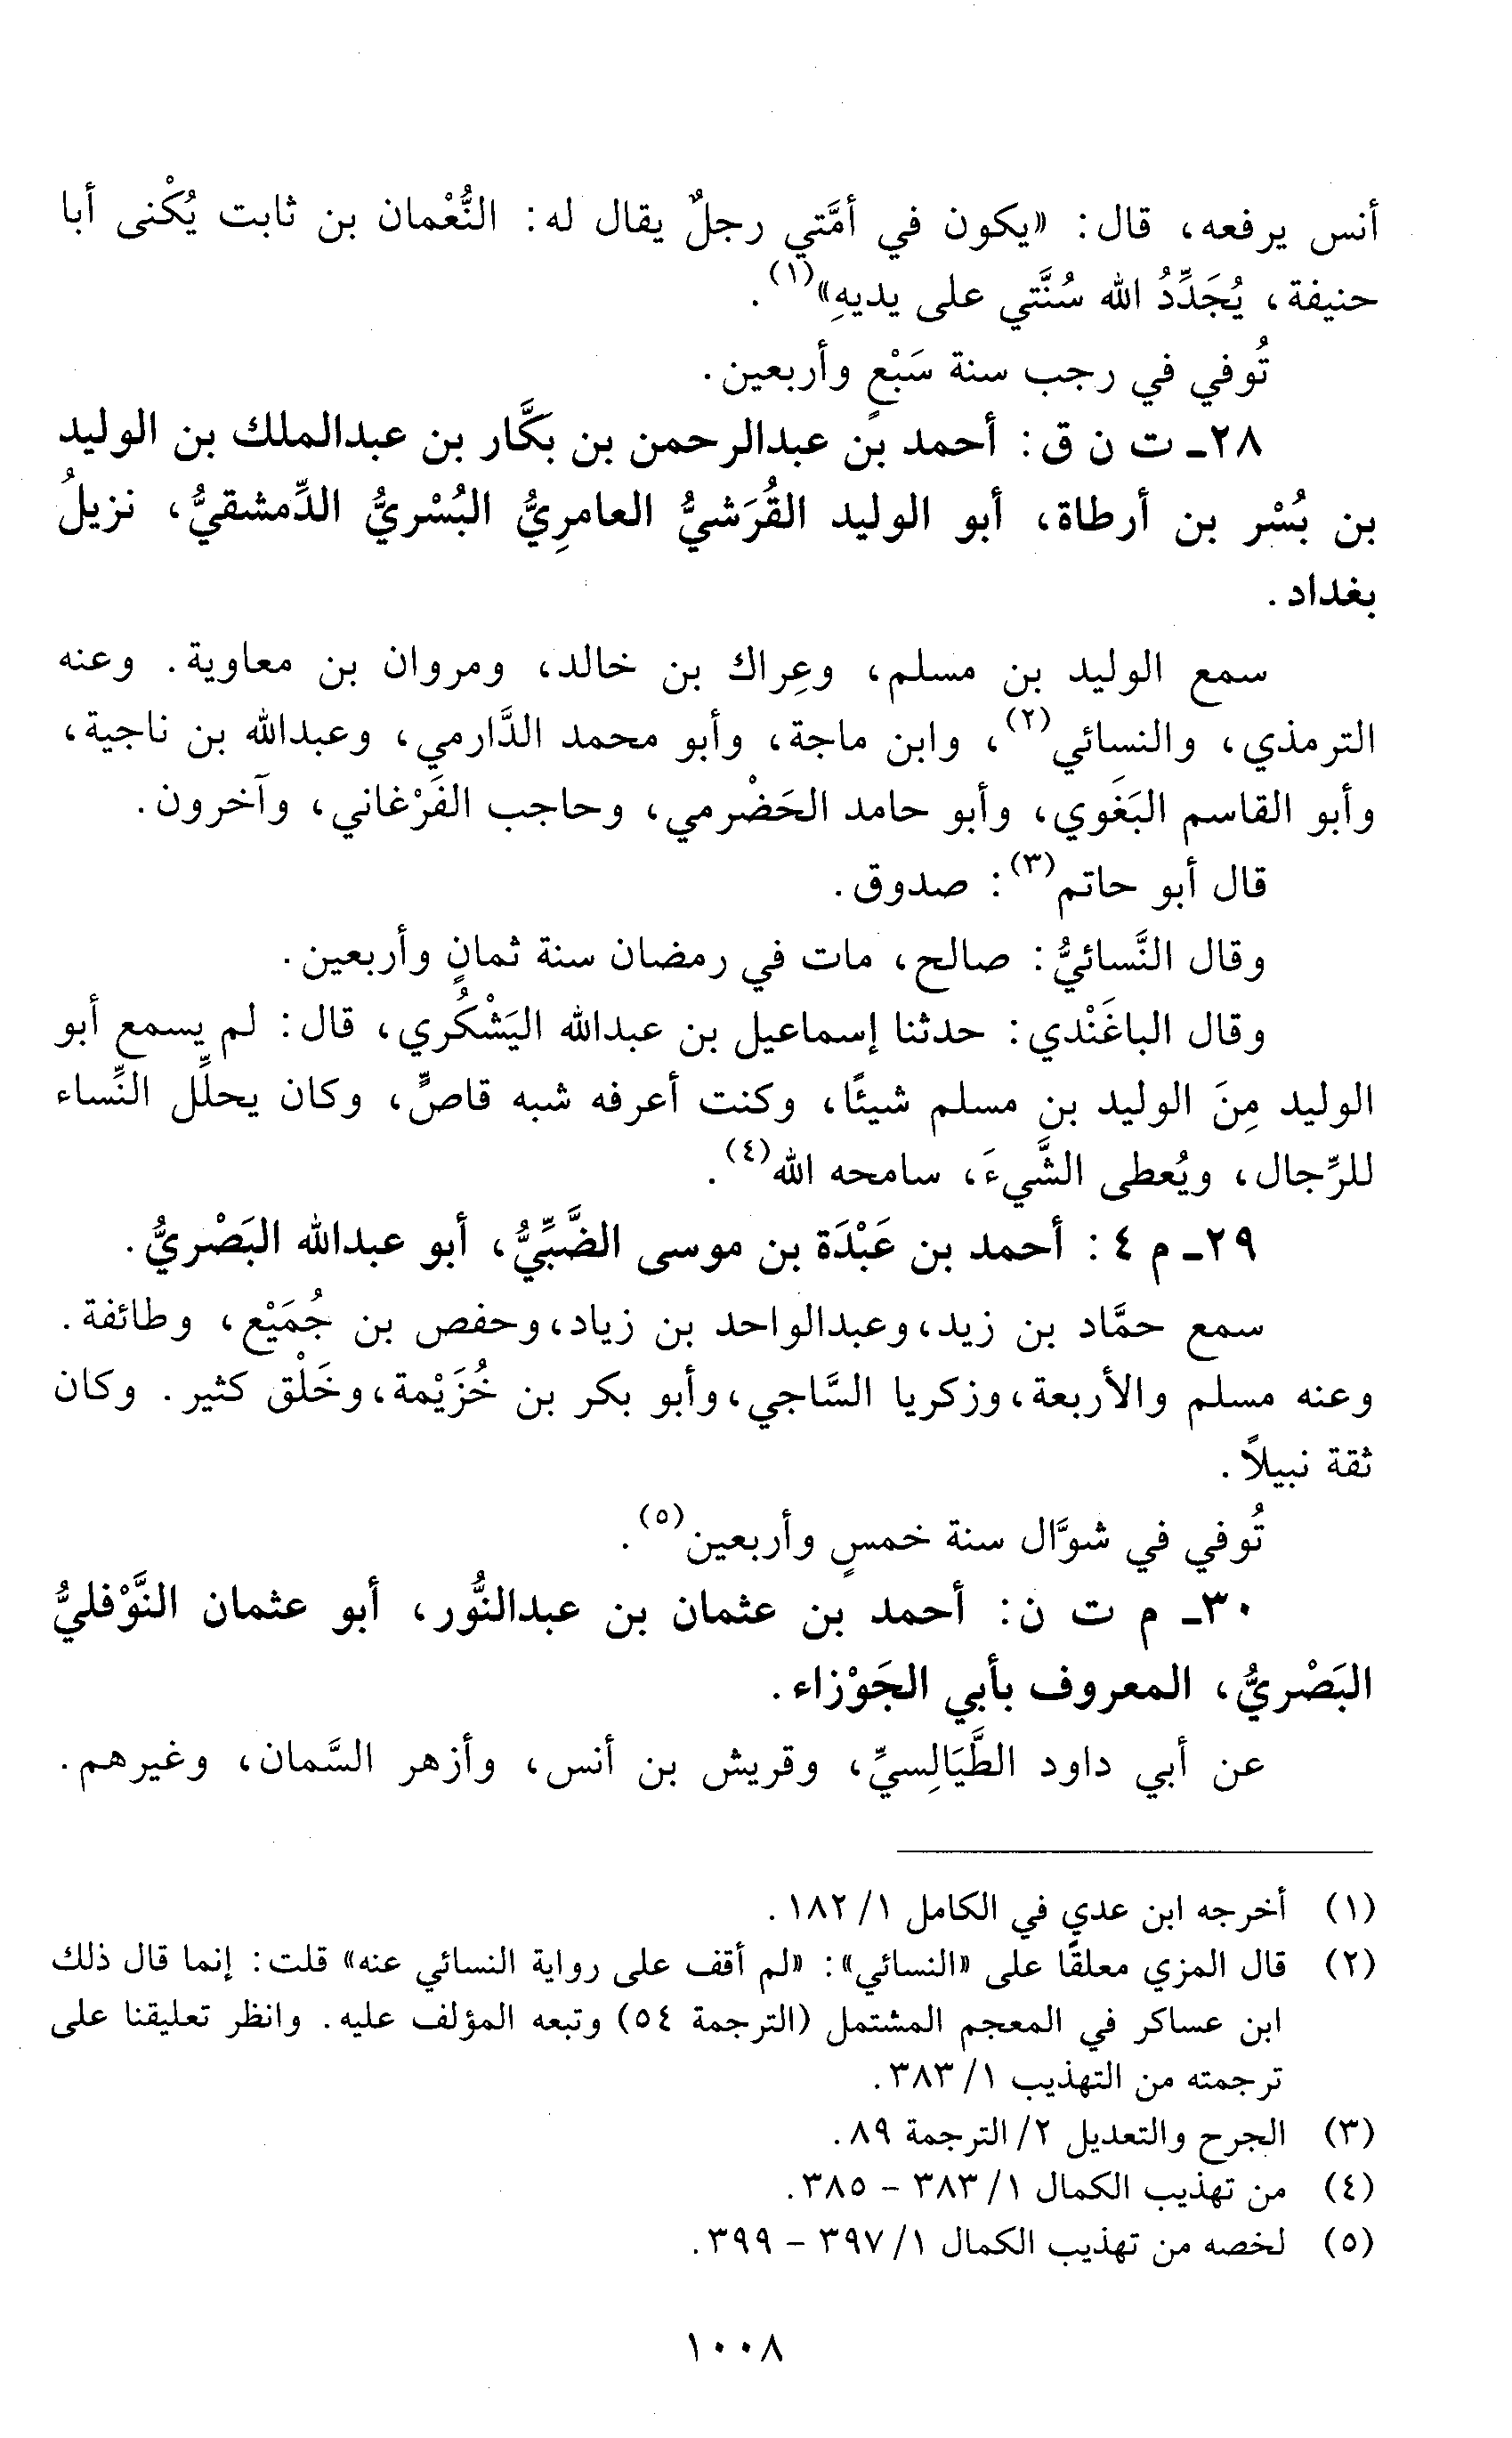 أنس يرفعه، قال: «يكون في أمَّتي رجلٌ يقال له: النُّعْمان بن ثابت يُكْنى أبا
حنيفة، يُجَدِّدُ الله سُنَّتي على يديهِ»(١).
تُوفي في رجب سنة سَبْعٍ وأربعين.
٢٨ـ ت ن ق: أحمد بن عبدالرحمن بن بكَّار بن عبدالملك بن الوليد
بن بُسْر بن أرطاة، أبو الوليد القُرَشيُّ العامرِيُّ البُسْريُّ الدِّمشقيُّ، نزيلُ
بغداد.
سمع الوليد بن مسلم، وعِراك بن خالد، ومروان بن معاوية. وعنه
الترمذي، والنسائي(٢)، وابن ماجة، وأبو محمد الدَّارمي، وعبدالله بن ناجية،
وأبو القاسم البَغَوي، وأبو حامد الحَضْرمي، وحاجب الفَرْغاني، وآخرون.
قال أبو حاتم(٣): صدوق.
وقال النَّسائيُّ: صالح، مات في رمضان سنة ثمانٍ وأربعين.
وقال الباغَنْدي: حدثنا إسماعيل بن عبدالله اليَشْكُري، قال: لم يسمع أبو
الوليد مِنَ الوليد بن مسلم شيئًا، وكنت أعرفه شبه قاصٍّ، وكان يحلِّل النِّساء
للرِّجال، ويُعطى الشَّيءَ، سامحه الله(٤).
٢٩ـ م ٤: أحمد بن عَبْدَة بن موسى الضَّبِّيُّ، أبو عبدالله البَصْريُّ.
سمع حمَّاد بن زيد، وعبدالواحد بن زياد، وحفص بن جُمَيْع، وطائفة.
وعنه مسلم والأربعة، وزكريا السَّاجي، وأبو بكر بن خُزَيْمة، وخَلْق كثير. وكان
ثقة نبيلاً.
تُوفي في شوَّال سنة خمسٍ وأربعين(٥).
٣٠ـ م ت ن: أحمد بن عثمان بن عبدالنُّور، أبو عثمان النَّوْفليُّ
البَصْريُّ، المعروف بأبي الجَوْزاء.
عن أبي داود الطَّيَالِسيِّ، وقريش بن أنس، وأزهر السَّمان، وغيرهم.
(١) أخرجه ابن عدي في الكامل ١/ ١٨٢.
(٢) قال المزي معلقًا على «النسائي»: «لم أقف على رواية النسائي عنه» قلت: إنما قال ذلك
ابن عساكر في المعجم المشتمل (الترجمة ٥٤) وتبعه المؤلف عليه. وانظر تعليقنا على
ترجمته من التهذيب ١/ ٣٨٣.
(٣) الجرح والتعديل ٢/ الترجمة ٨٩.
(٤) من تهذيب الكمال ١/ ٣٨٣ - ٣٨٥.
(٥) لخصه من تهذيب الكمال ١/ ٣٩٧ - ٣٩٩.
١٠٠٨